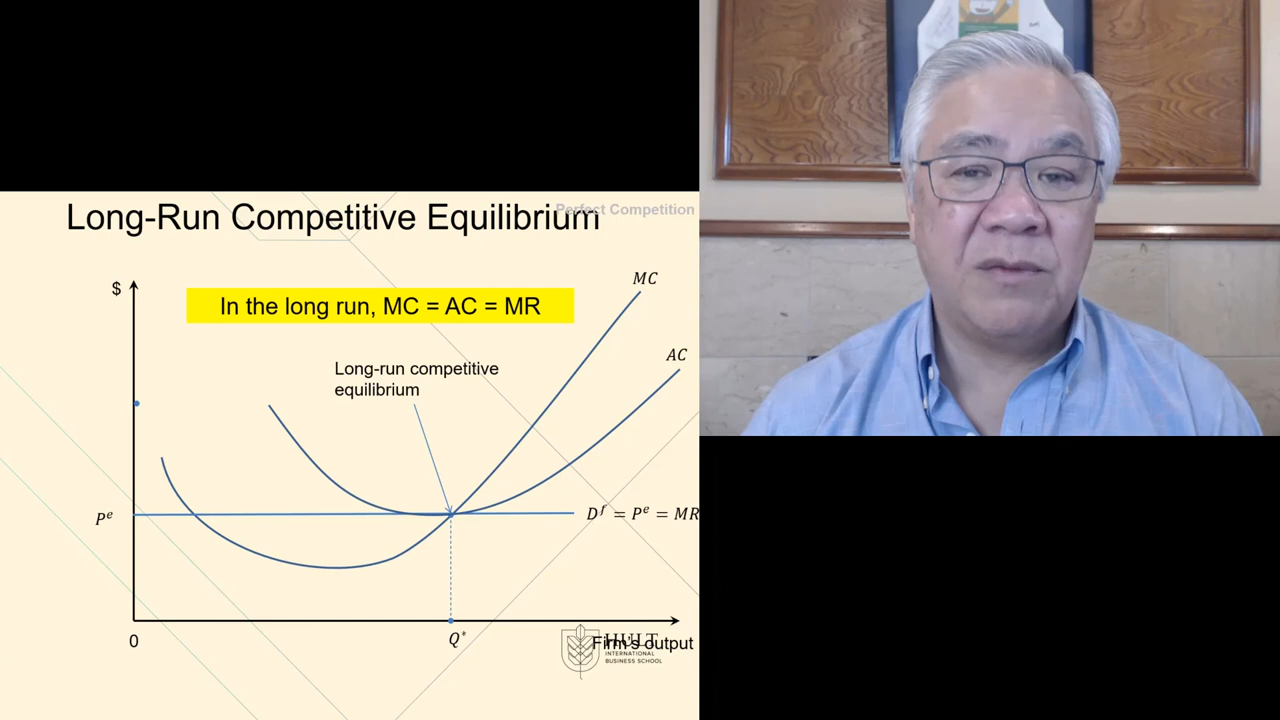 Long-Run Competitive Equilibrium
Perfect Competition
$
In the long run, MC = AC = MR
MC
AC
Long-run competitive
equilibrium
Pᵉ
Dᶠ = Pᵉ = MR
0
Q*
Firm's output
HULT
INTERNATIONAL
BUSINESS SCHOOL